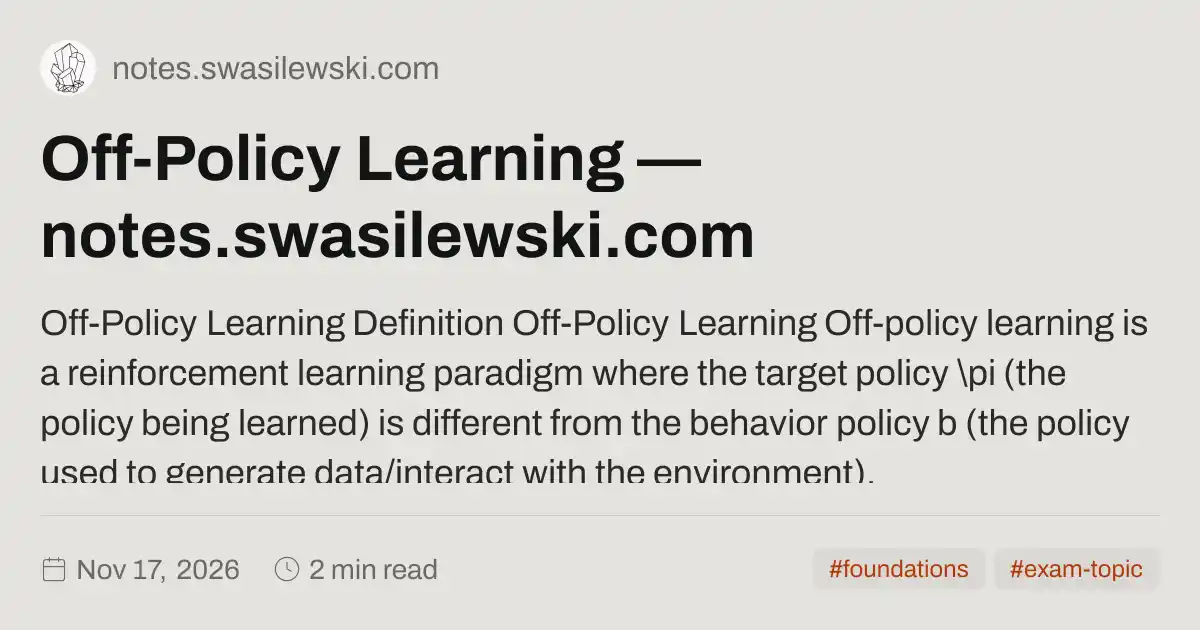 notes.swasilewski.com
Off-Policy Learning —
notes.swasilewski.com
Off-Policy Learning Definition Off-Policy Learning Off-policy learning is
a reinforcement learning paradigm where the target policy \pi (the
policy being learned) is different from the behavior policy b (the policy
used to generate data/interact with the environment).
Nov 17, 2026 2 min read #foundations #exam-topic